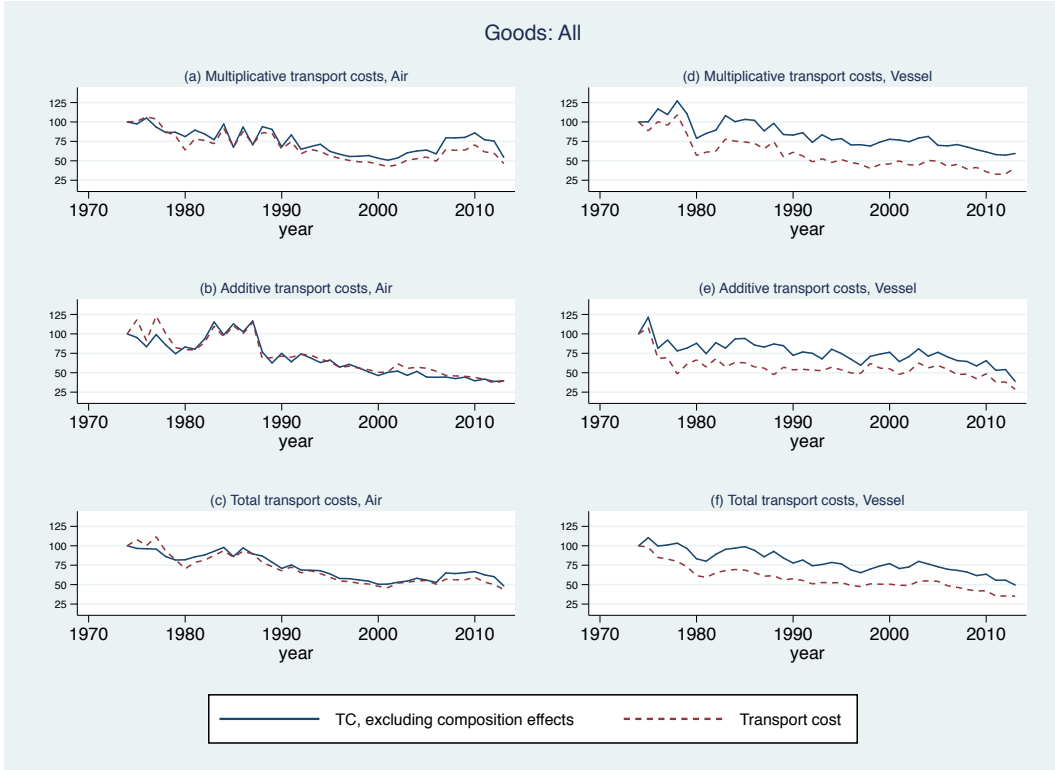 Goods: All
(a) Multiplicative transport costs, Air
125
100
75
50
25
1970 1980 1990 2000 2010
year
(d) Multiplicative transport costs, Vessel
125
100
75
50
25
1970 1980 1990 2000 2010
year
(b) Additive transport costs, Air
125
100
75
50
25
1970 1980 1990 2000 2010
year
(e) Additive transport costs, Vessel
125
100
75
50
25
1970 1980 1990 2000 2010
year
(c) Total transport costs, Air
125
100
75
50
25
1970 1980 1990 2000 2010
year
(f) Total transport costs, Vessel
125
100
75
50
25
1970 1980 1990 2000 2010
year
TC, excluding composition effects
Transport cost